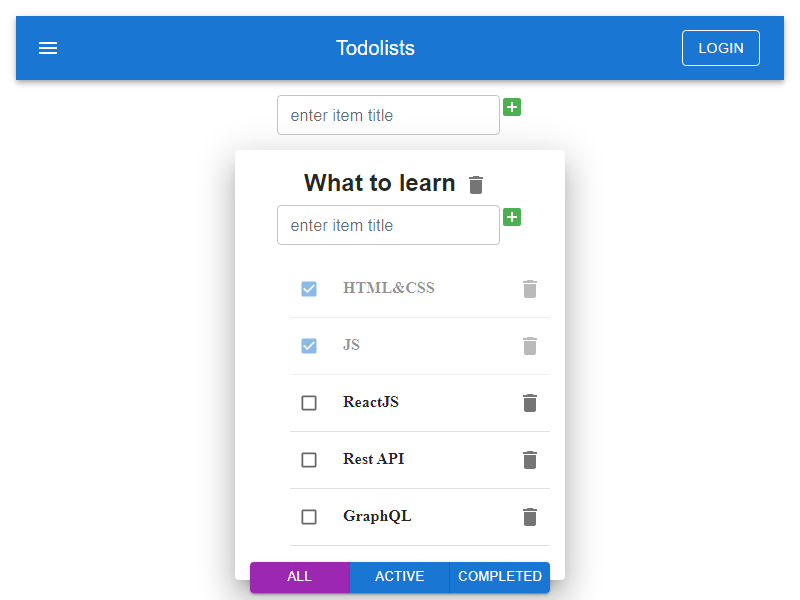 Todolists
LOGIN
enter item title
What to learn
enter item title
HTML&CSS
JS
ReactJS
Rest API
GraphQL
ALL ACTIVE COMPLETED